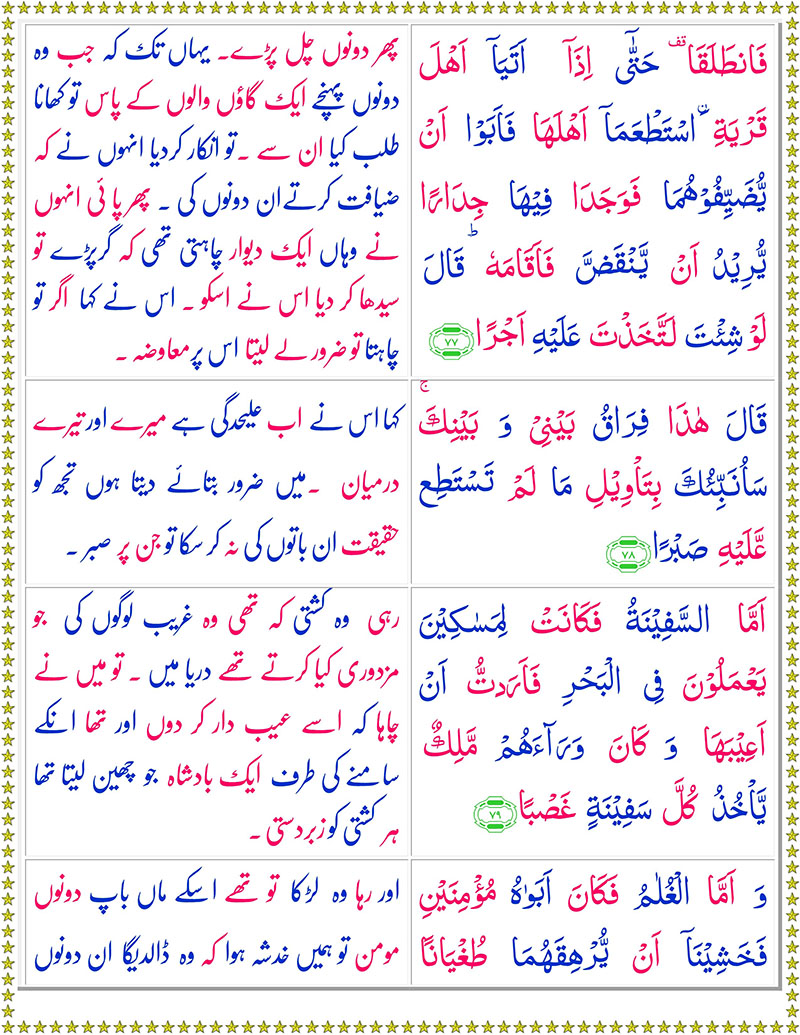 فَانطَلَقَا ۥقف حَتّٰۤى اِذَاۤ اَتَيَاۤ اَهْلَ
قَرْيَةِ ۨاسْتَطْعَمَاۤ اَهْلَهَا فَاَبَوْا اَنْ
يُّضَيِّفُوْهُمَا فَوَجَدَا فِيْهَا جِدَارًا
يُّرِيْدُ اَنْ يَّنْقَضَّ فَاَقَامَهٗ ؕ قَالَ
لَوْ شِئْتَ لَتَّخَذْتَ عَلَيْهِ اَجْرًا ﴿۷۷﴾
پھر دونوں چل پڑے۔ یہاں تک کہ جب وہ
دونوں پہنچے ایک گاؤں والوں کے پاس تو کھانا
طلب کیا ان سے ۔ تو انکار کردیا انہوں نے کہ
ضیافت کرتے ان دونوں کی ۔ پھر پا ئی انہوں
نے وہاں ایک دیوار چاہتی تھی کہ گرپڑے تو
سیدھا کر دیا اس نے اسکو ۔ اس نے کہا اگر تو
چاہتا تو ضرور لے لیتا اس پر معاوضہ ۔
قَالَ هٰذَا فِرَاقُ بَيْنِىْ وَ بَيْنِكَ ۚ
سَاُنَبِّئُكَ بِتَاْوِيْلِ مَا لَمْ تَسْتَطِع
عَّلَيْهِ صَبْرًا ﴿۷۸﴾
کہا اس نے اب علیحدگی ہے میرے اور تیرے
درمیان ۔ میں ضرور بتائے دیتا ہوں تجھ کو
حقیقت ان باتوں کی نہ کر سکا تو جن پر صبر ۔
اَمَّا السَّفِيْنَةُ فَكَانَتْ لِمَسٰكِيْنَ
يَعْمَلُوْنَ فِى الْبَحْرِ فَاَرَدتُّ اَنْ
اَعِيْبَهَا وَ كَانَ وَرَآءَهُمْ مَّلِكٌ
يَّاْخُذُ كُلَّ سَفِيْنَةٍ غَصْبًا ﴿۷۹﴾
رہی وہ کشتی کہ تھی وہ غریب لوگوں کی جو
مزدوری کیا کرتے تھے دریا میں ۔ تو میں نے
چاہا کہ اسے عیب دار کر دوں اور تھا انکے
سامنے کی طرف ایک بادشاہ جو چھین لیتا تھا
ہر کشتی کو زبردستی ۔
وَ اَمَّا الْغُلٰمُ فَكَانَ اَبَوٰهُ مُؤْمِنَيْنِ
فَخَشِيْنَاۤ اَنْ يُّرْهِقَهُمَا طُغْيَانًا
اور رہا وہ لڑکا تو تھے اسکے ماں باپ دونوں
مومن تو ہمیں خدشہ ہوا کہ وہ ڈالدیگا ان دونوں